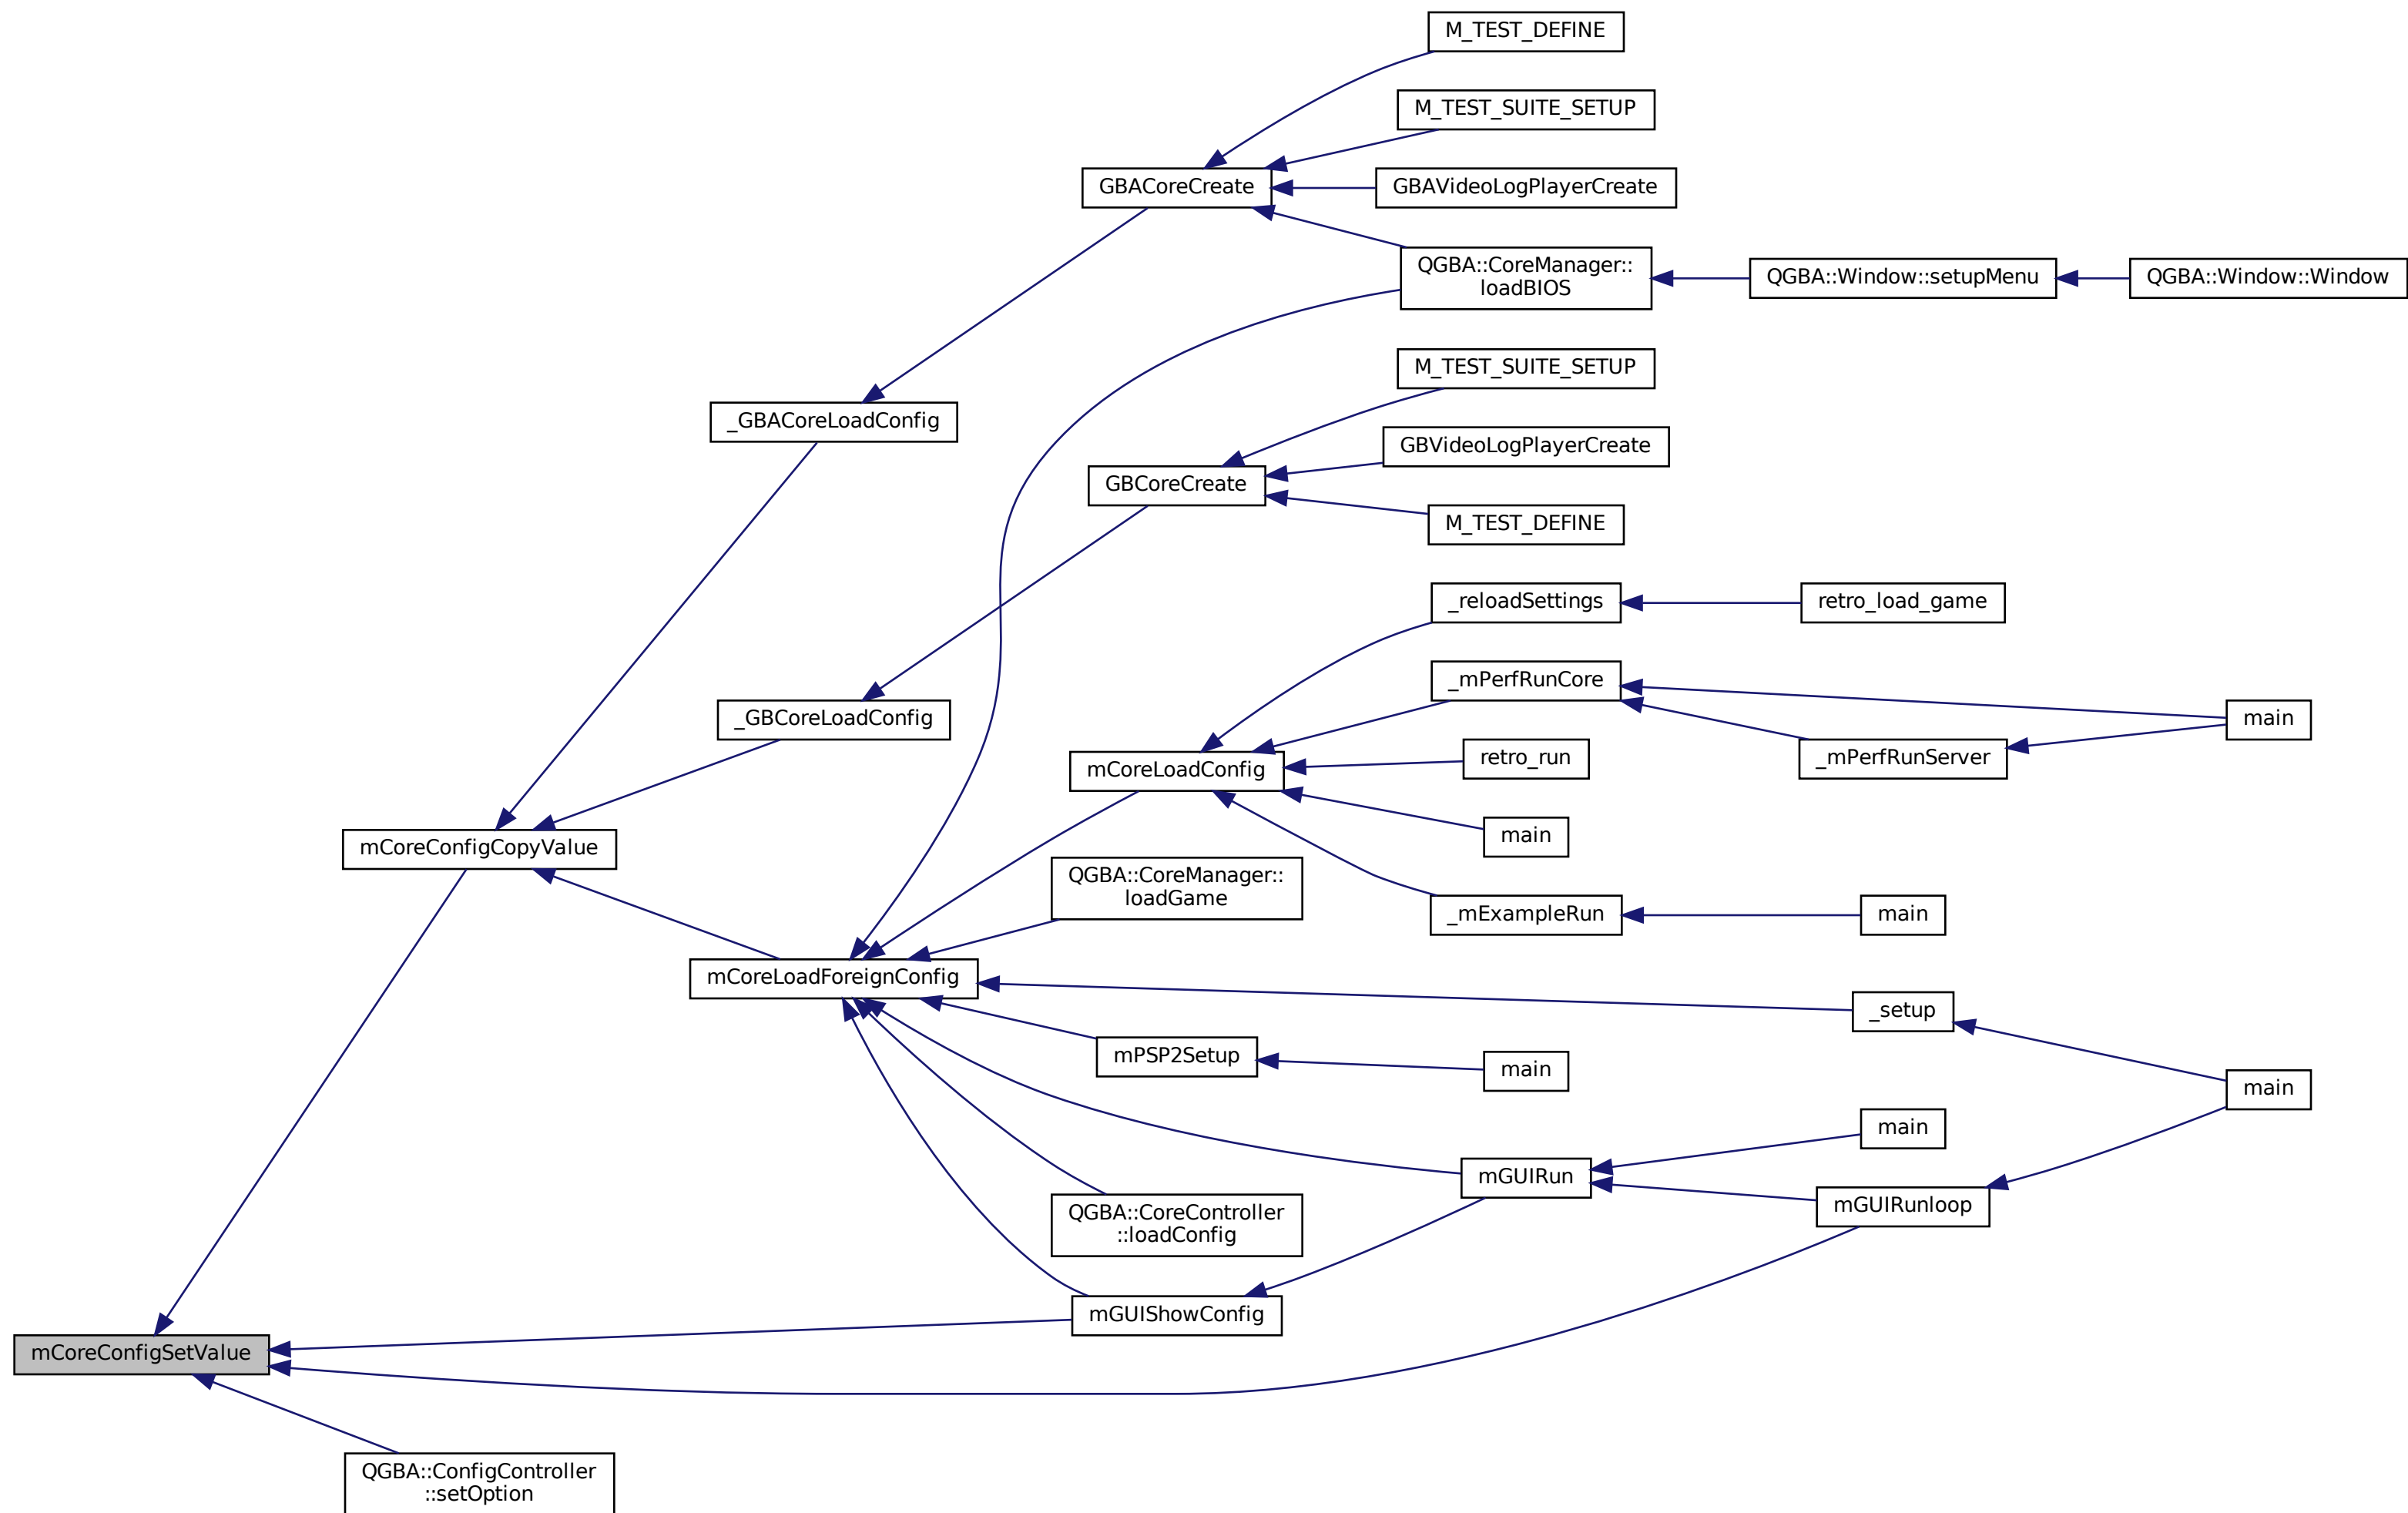 M_TEST_DEFINE
M_TEST_SUITE_SETUP
GBACoreCreate
GBAVideoLogPlayerCreate
QGBA::CoreManager::
loadBIOS
QGBA::Window::setupMenu
QGBA::Window::Window
M_TEST_SUITE_SETUP
_GBACoreLoadConfig
GBVideoLogPlayerCreate
GBCoreCreate
M_TEST_DEFINE
_reloadSettings
retro_load_game
_mPerfRunCore
_GBCoreLoadConfig
main
mCoreLoadConfig
retro_run
_mPerfRunServer
main
mCoreConfigCopyValue
QGBA::CoreManager::
loadGame
_mExampleRun
main
mCoreLoadForeignConfig
_setup
mPSP2Setup
main
main
main
mGUIRun
mGUIRunloop
QGBA::CoreController
::loadConfig
mGUIShowConfig
mCoreConfigSetValue
QGBA::ConfigController
::setOption